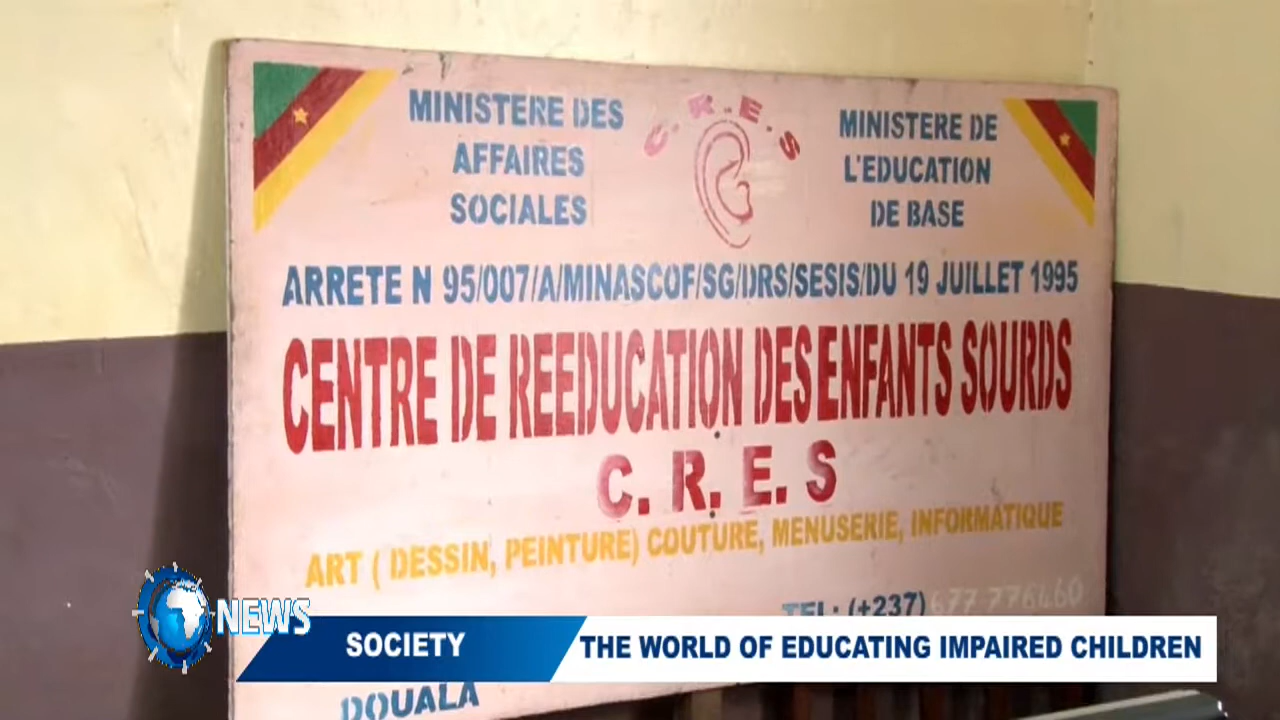 C.R.E.S
MINISTERE DES
AFFAIRES
SOCIALES
MINISTERE DE
L'EDUCATION
DE BASE
ARRETE N 95/007/A/MINASCOF/SG/DRS/SESIS/DU 19 JUILLET 1995
CENTRE DE REEDUCATION DES ENFANTS SOURDS
C. R. E. S
ART ( DESSIN, PEINTURE) COUTURE, MENUSERIE, INFORMATIQUE
TEL: (+237)
DOUALA
NEWS
SOCIETY
THE WORLD OF EDUCATING IMPAIRED CHILDREN